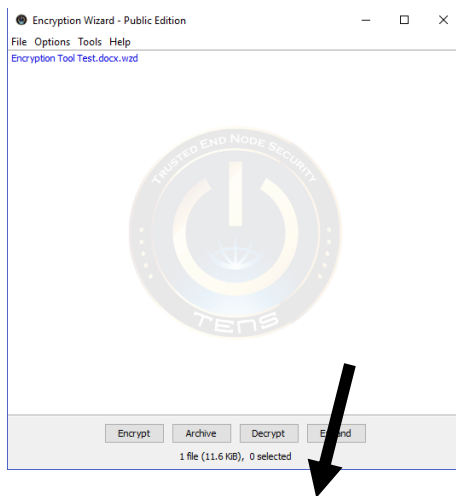 Encryption Wizard - Public Edition
File Options Tools Help
Encryption Tool Test.docx.wzd
TRUSTED END NODE SECURITY
TENS
Encrypt Archive Decrypt
1 file (11.6 KiB), 0 selected